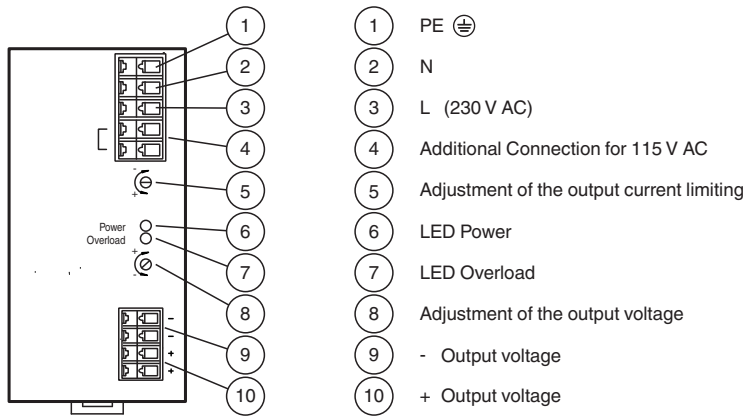 1 1 PE
2 2 N
3 3 L (230 V AC)
4 4 Additional Connection for 115 V AC
-
+
5 5 Adjustment of the output current limiting
Power 6 6 LED Power
Overload 7 7 LED Overload
+
-
8 8 Adjustment of the output voltage
-
-
9 9 - Output voltage
+
+
10 10 + Output voltage